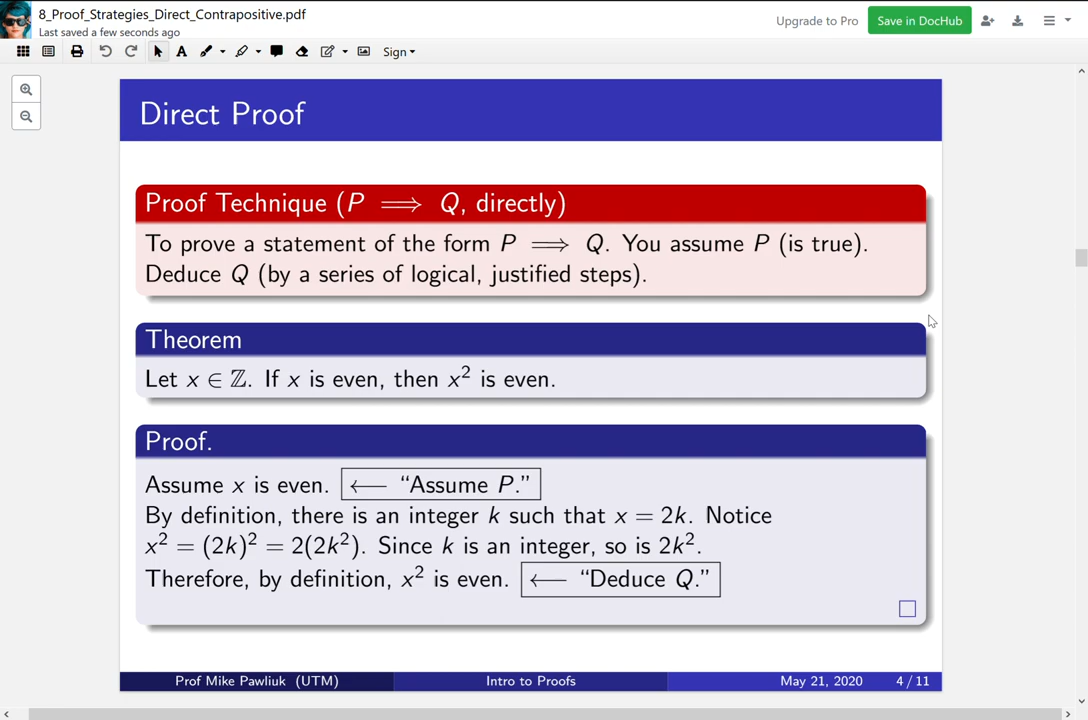 8_Proof_Strategies_Direct_Contrapositive.pdf
Last saved a few seconds ago
Upgrade to Pro
Save in DocHub
A
Sign
Direct Proof
Proof Technique (P ⟹ Q, directly)
To prove a statement of the form P ⟹ Q. You assume P (is true).
Deduce Q (by a series of logical, justified steps).
Theorem
Let x ∈ ℤ. If x is even, then x² is even.
Proof.
Assume x is even. ⟵ “Assume P.”
By definition, there is an integer k such that x = 2k. Notice
x² = (2k)² = 2(2k²). Since k is an integer, so is 2k².
Therefore, by definition, x² is even. ⟵ “Deduce Q.”
□
Prof Mike Pawliuk (UTM) Intro to Proofs May 21, 2020 4 / 11